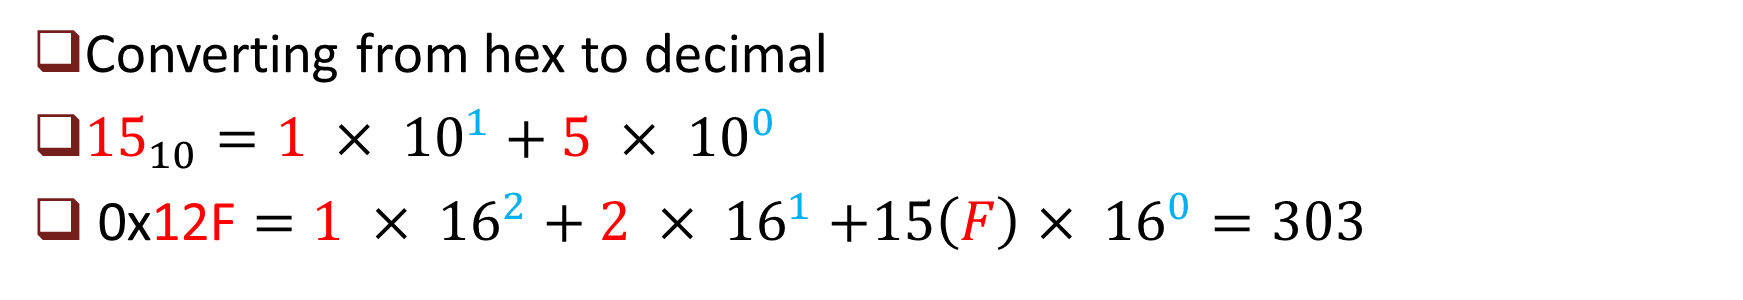 ❑Converting from hex to decimal
❑15₁₀ = 1 × 10¹ + 5 × 10⁰
❑ 0x12F = 1 × 16² + 2 × 16¹ +15(F) × 16⁰ = 303